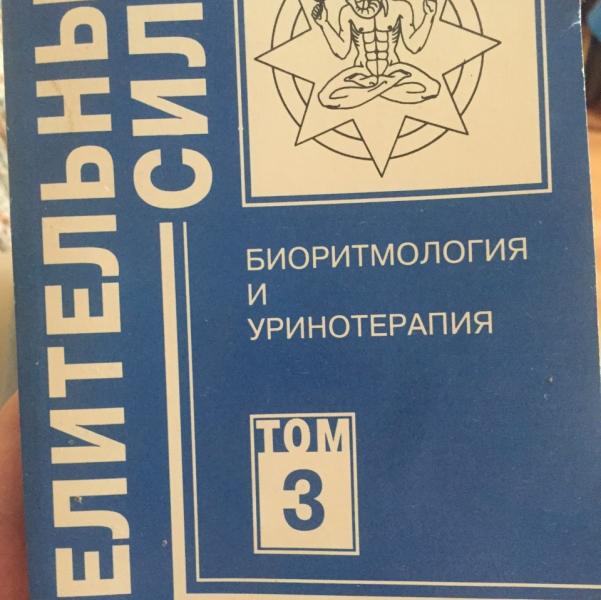 ЕЛИТЕЛЬНЫ
СИЛ
БИОРИТМОЛОГИЯ
И
УРИНОТЕРАПИЯ
ТОМ
3